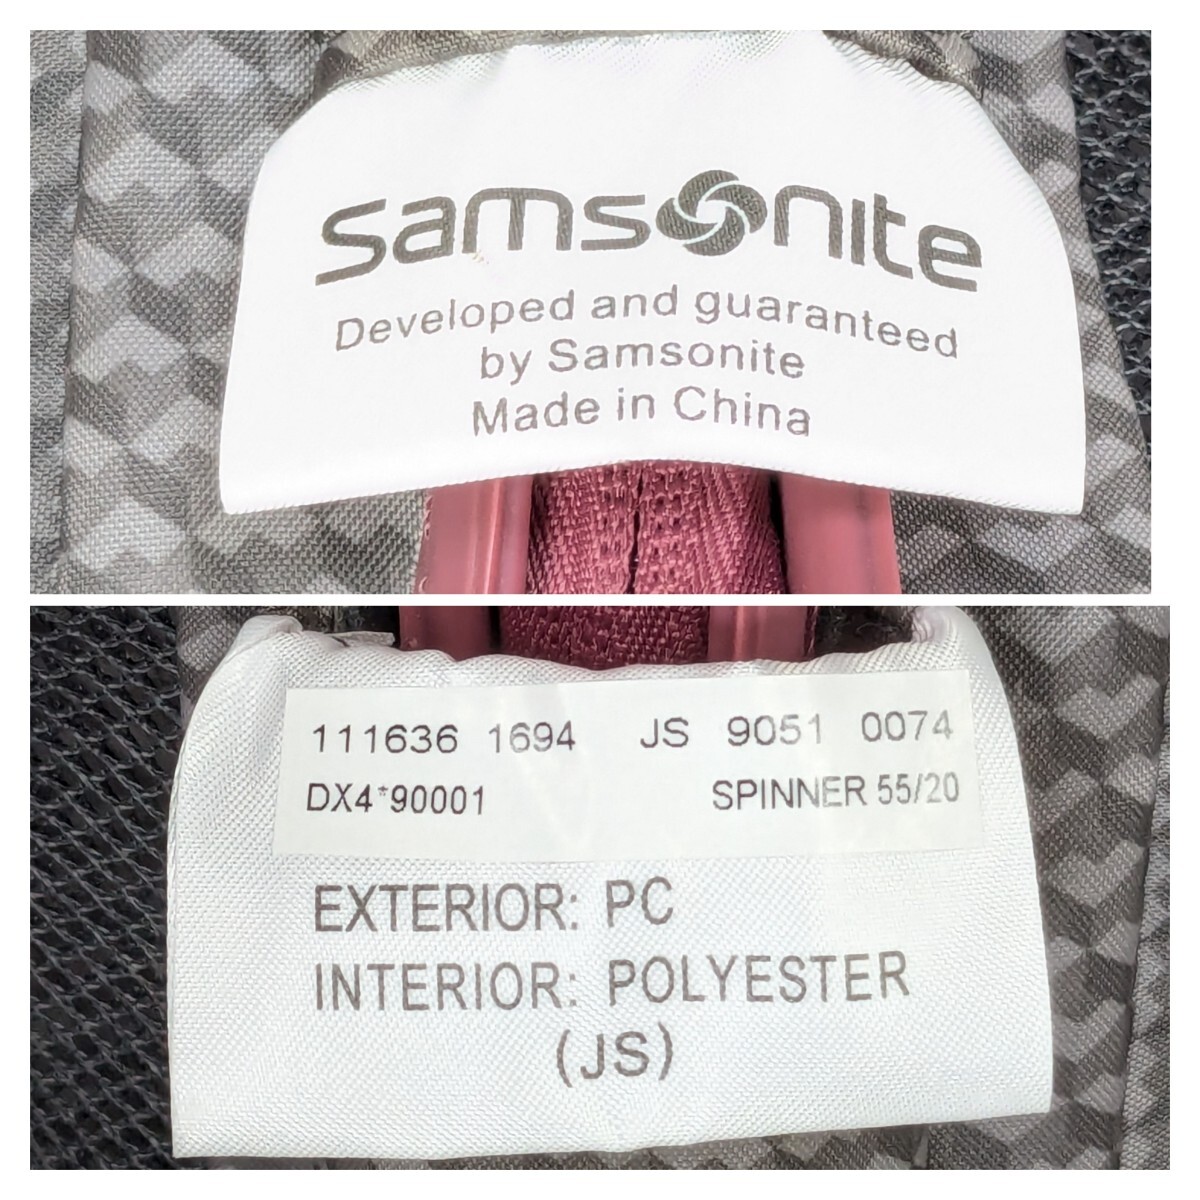 samsonite
Developed and guaranteed
by Samsonite
Made in China
111636 1694 JS 9051 0074
DX4*90001 SPINNER 55/20
EXTERIOR: PC
INTERIOR: POLYESTER
(JS)